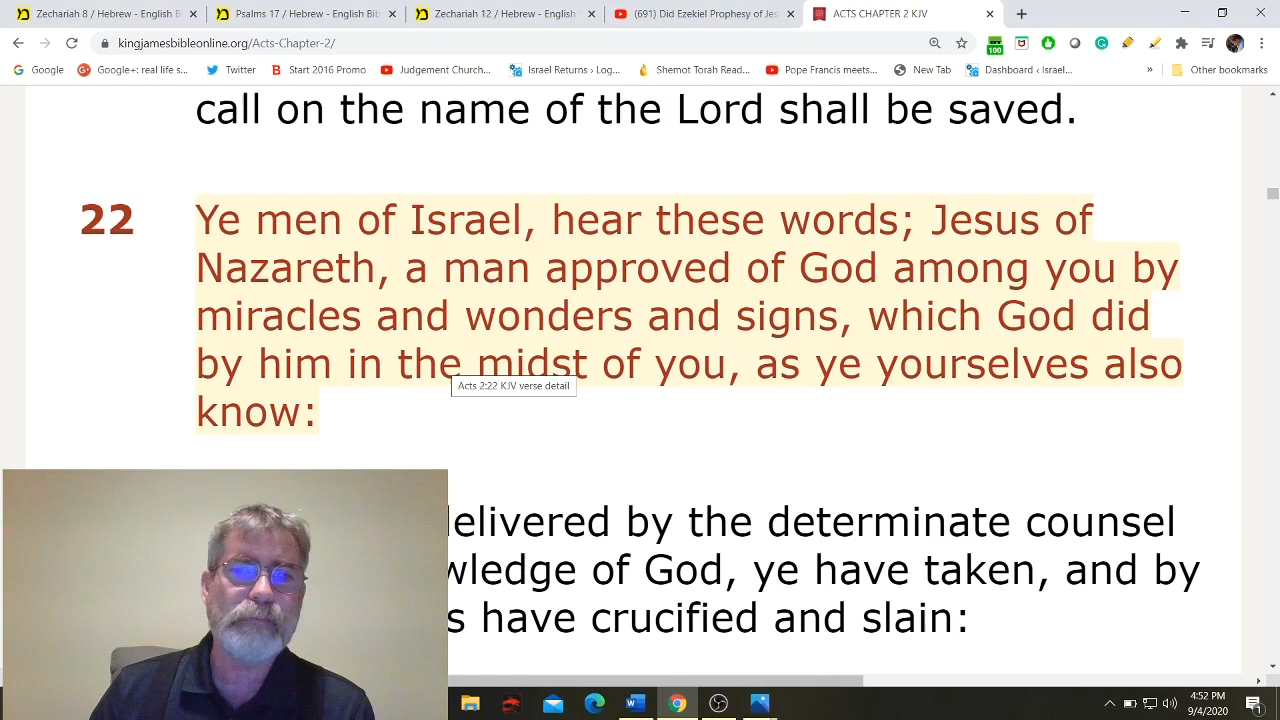 Zechariah 8 / Hebrew - English B
Psalms 17 / Hebrew - English Bib
Zechariah 12 / Hebrew - English
(691) Did Ezekiel Prophesy of Jes
ACTS CHAPTER 2 KJV
kingjamesbibleonline.org/Acts-Chapter-2/
100
Google
Google+: real life s...
Twitter
Start 2016 Promo
Judgement Church...
Israel Returns › Log...
Shemot Torah Read...
Pope Francis meets...
New Tab
Dashboard ‹ Israel...
»
Other bookmarks
call on the name of the Lord shall be saved.
22 Ye men of Israel, hear these words; Jesus of
Nazareth, a man approved of God among you by
miracles and wonders and signs, which God did
by him in the midst of you, as ye yourselves also
Acts 2:22 KJV verse detail
know:
delivered by the determinate counsel
wledge of God, ye have taken, and by
s have crucified and slain:
4:52 PM
9/4/2020
1